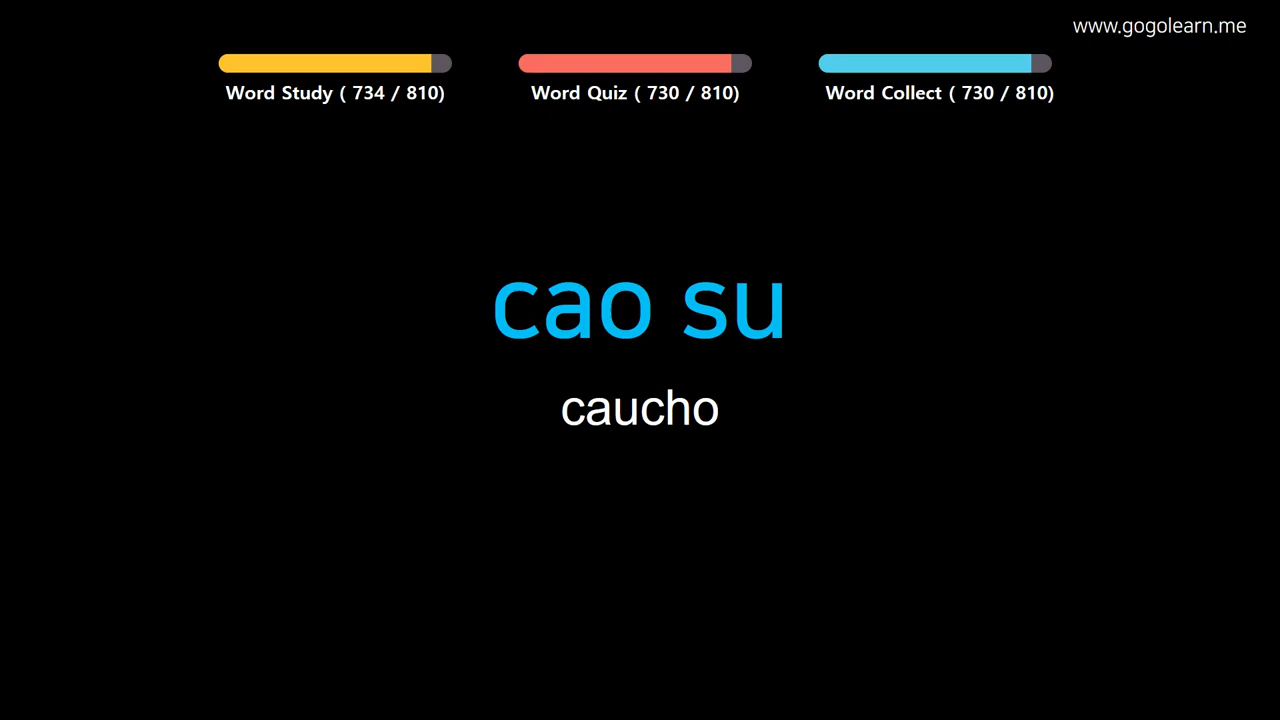 www.gogolearn.me
Word Study ( 734 / 810)
Word Quiz ( 730 / 810)
Word Collect ( 730 / 810)
cao su
caucho